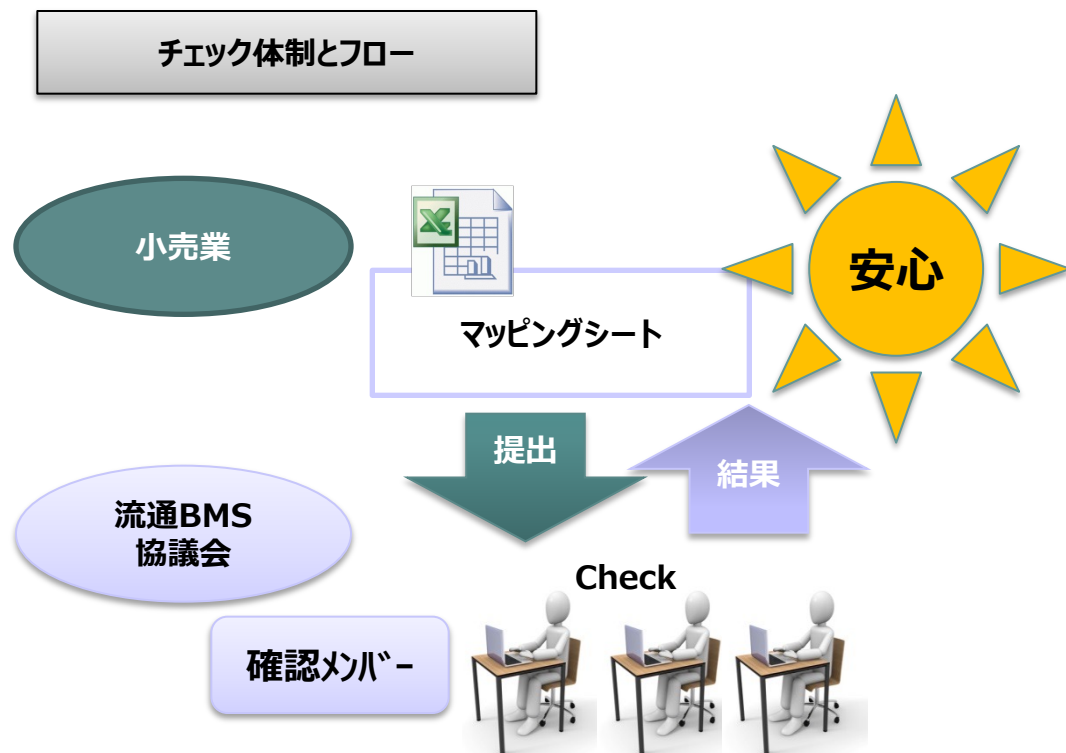 チェック体制とフロー
小売業
安心
マッピングシート
提出
結果
流通BMS
協議会
Check
確認ﾒﾝﾊﾞｰ